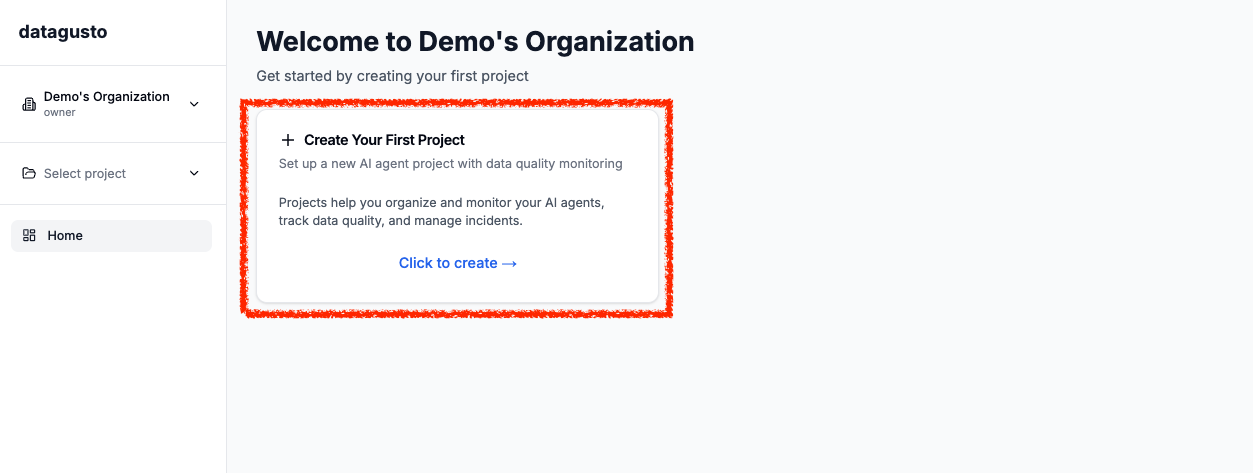 datagusto
Demo's Organization
owner
Select project
Home
Welcome to Demo's Organization
Get started by creating your first project
Create Your First Project
Set up a new AI agent project with data quality monitoring
Projects help you organize and monitor your AI agents,
track data quality, and manage incidents.
Click to create →